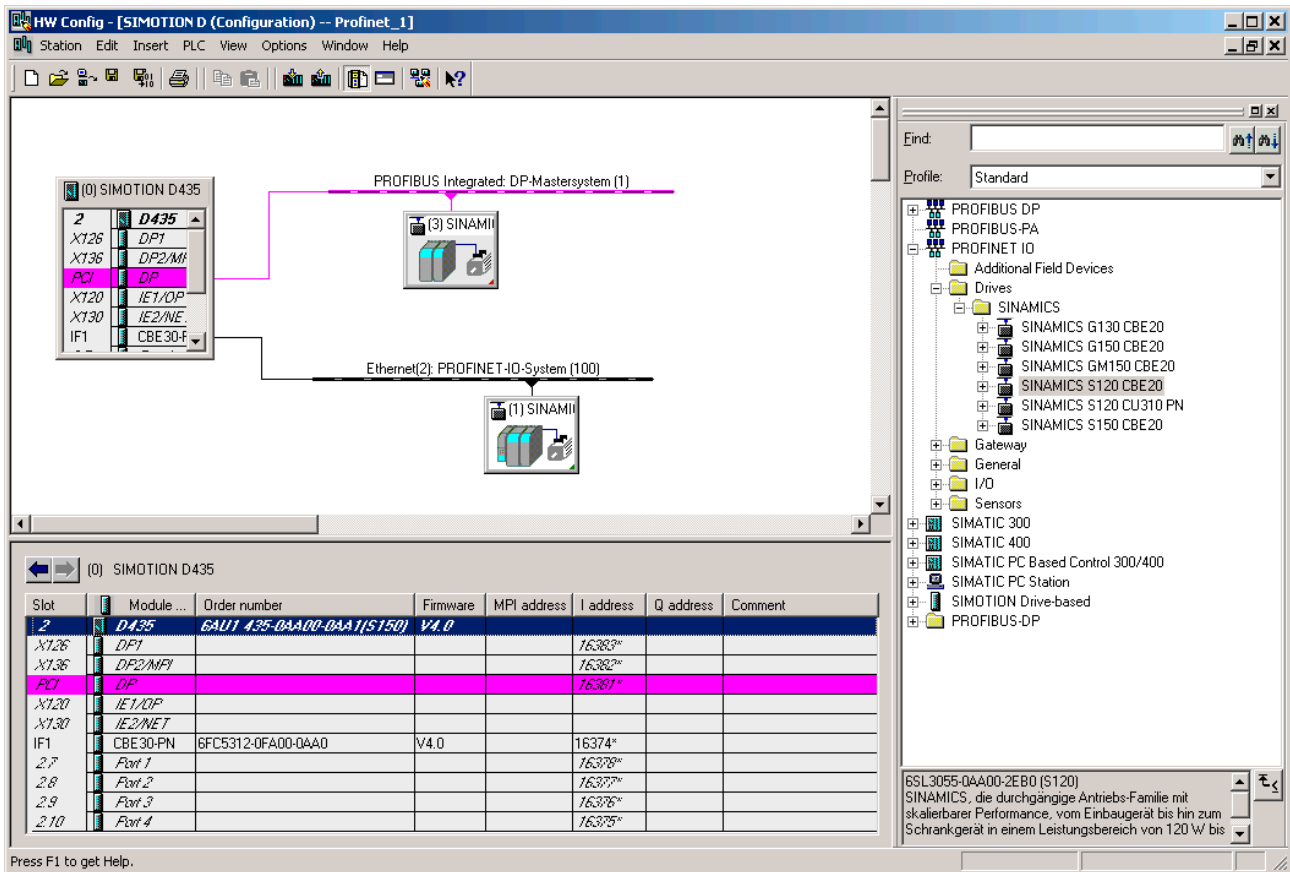 HW Config - [SIMOTION D (Configuration) -- Profinet_1]
Station Edit Insert PLC View Options Window Help
(0) SIMOTION D435
2 D435
X126 DP1
X136 DP2/MP
PCI DP
X120 IE1/OP
X130 IE2/NE
IF1 CBE30-F
PROFIBUS Integrated: DP-Mastersystem (1)
(3) SINAMI
Ethernet(2): PROFINET-IO-System (100)
(1) SINAMI
Find:
Profile: Standard
PROFIBUS DP
PROFIBUS-PA
PROFINET IO
Additional Field Devices
Drives
SINAMICS
SINAMICS G130 CBE20
SINAMICS G150 CBE20
SINAMICS GM150 CBE20
SINAMICS S120 CBE20
SINAMICS S120 CU310 PN
SINAMICS S150 CBE20
Gateway
General
I/O
Sensors
SIMATIC 300
SIMATIC 400
SIMATIC PC Based Control 300/400
SIMATIC PC Station
SIMOTION Drive-based
PROFIBUS-DP
(0) SIMOTION D435
Slot Module ... Order number Firmware MPI address I address Q address Comment
2 D435 6AU1 435-0AA00-0AA1(S150) V4.0
X126 DP1 16383*
X136 DP2/MPI 16382*
PCI DP 16381*
X120 IE1/OP
X130 IE2/NET
IF1 CBE30-PN 6FC5312-0FA00-0AA0 V4.0 16374*
2.7 Port 1 16378*
2.8 Port 2 16377*
2.9 Port 3 16376*
2.10 Port 4 16375*
6SL3055-0AA00-2EB0 (S120)
SINAMICS, die durchgängige Antriebs-Familie mit
skalierbarer Performance, vom Einbaugerät bis hin zum
Schrankgerät in einem Leistungsbereich von 120 W bis
Press F1 to get Help.